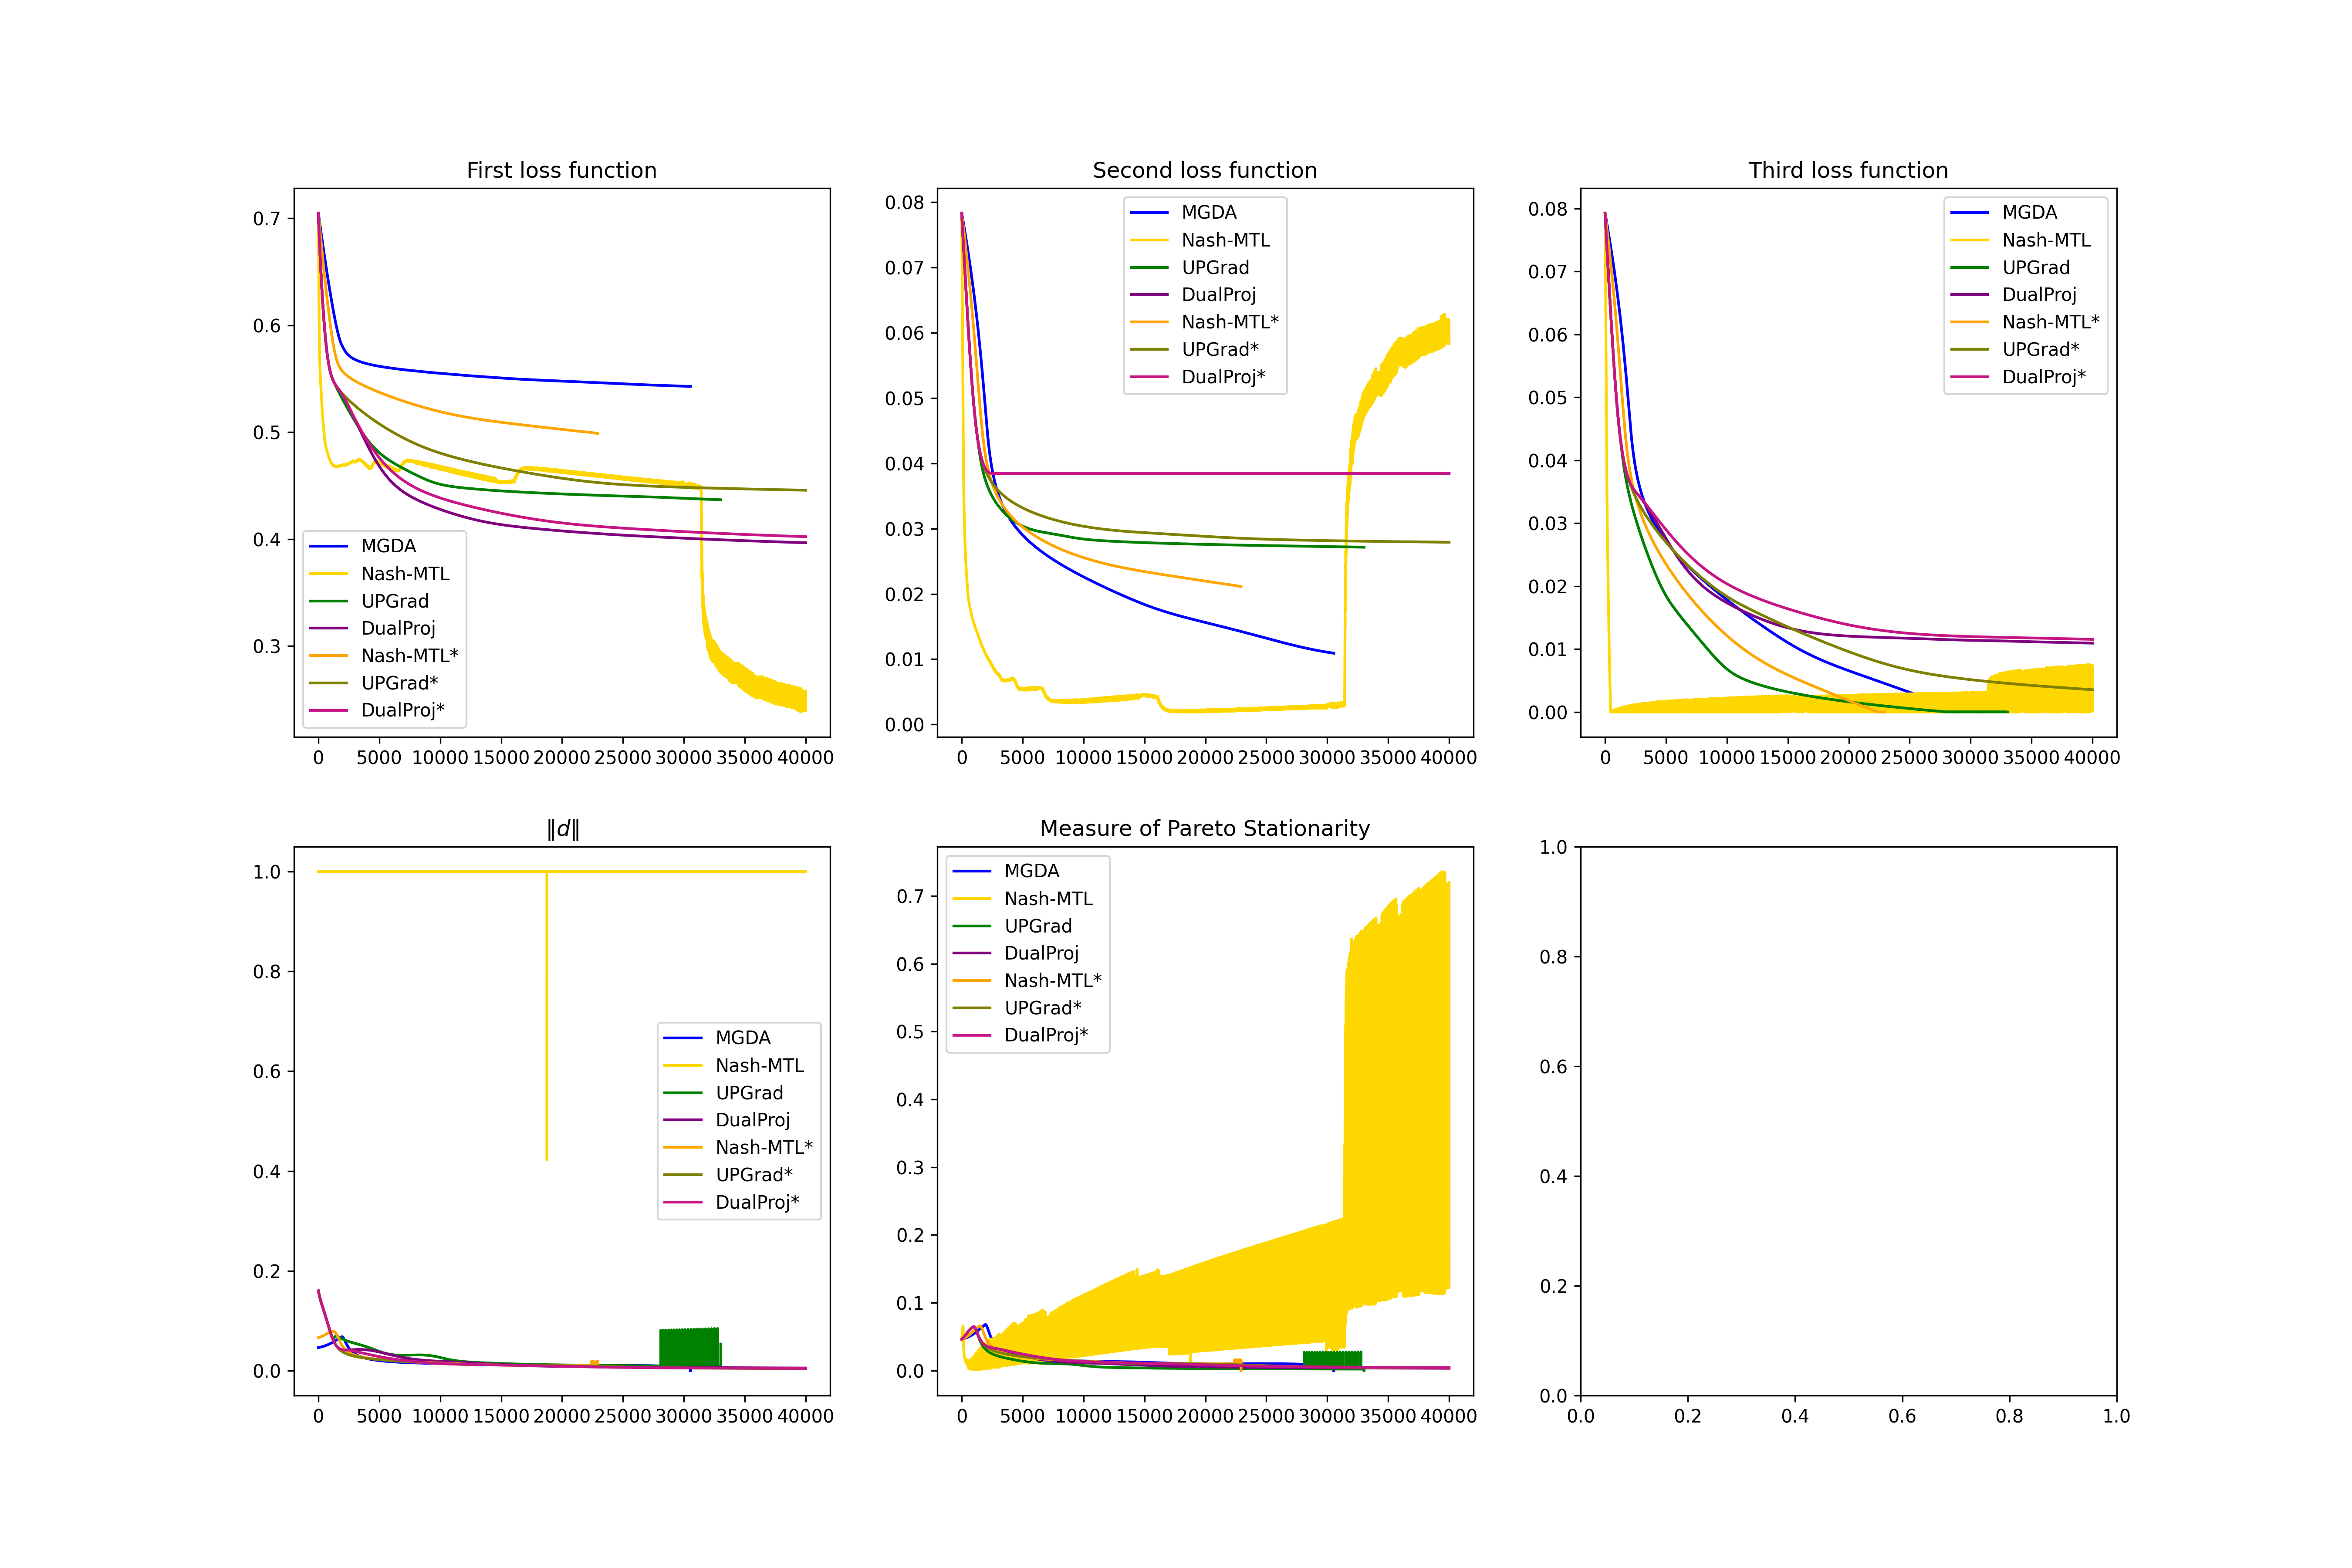 First loss function
0.7
0.6
0.5
0.4
0.3
0 5000 10000 15000 20000 25000 30000 35000 40000
MGDA
Nash-MTL
UPGrad
DualProj
Nash-MTL*
UPGrad*
DualProj*
Second loss function
0.08
0.07
0.06
0.05
0.04
0.03
0.02
0.01
0.00
0 5000 10000 15000 20000 25000 30000 35000 40000
MGDA
Nash-MTL
UPGrad
DualProj
Nash-MTL*
UPGrad*
DualProj*
Third loss function
0.08
0.07
0.06
0.05
0.04
0.03
0.02
0.01
0.00
0 5000 10000 15000 20000 25000 30000 35000 40000
MGDA
Nash-MTL
UPGrad
DualProj
Nash-MTL*
UPGrad*
DualProj*
‖d‖
1.0
0.8
0.6
0.4
0.2
0.0
0 5000 10000 15000 20000 25000 30000 35000 40000
MGDA
Nash-MTL
UPGrad
DualProj
Nash-MTL*
UPGrad*
DualProj*
Measure of Pareto Stationarity
0.7
0.6
0.5
0.4
0.3
0.2
0.1
0.0
0 5000 10000 15000 20000 25000 30000 35000 40000
MGDA
Nash-MTL
UPGrad
DualProj
Nash-MTL*
UPGrad*
DualProj*
1.0
0.8
0.6
0.4
0.2
0.0
0.0 0.2 0.4 0.6 0.8 1.0